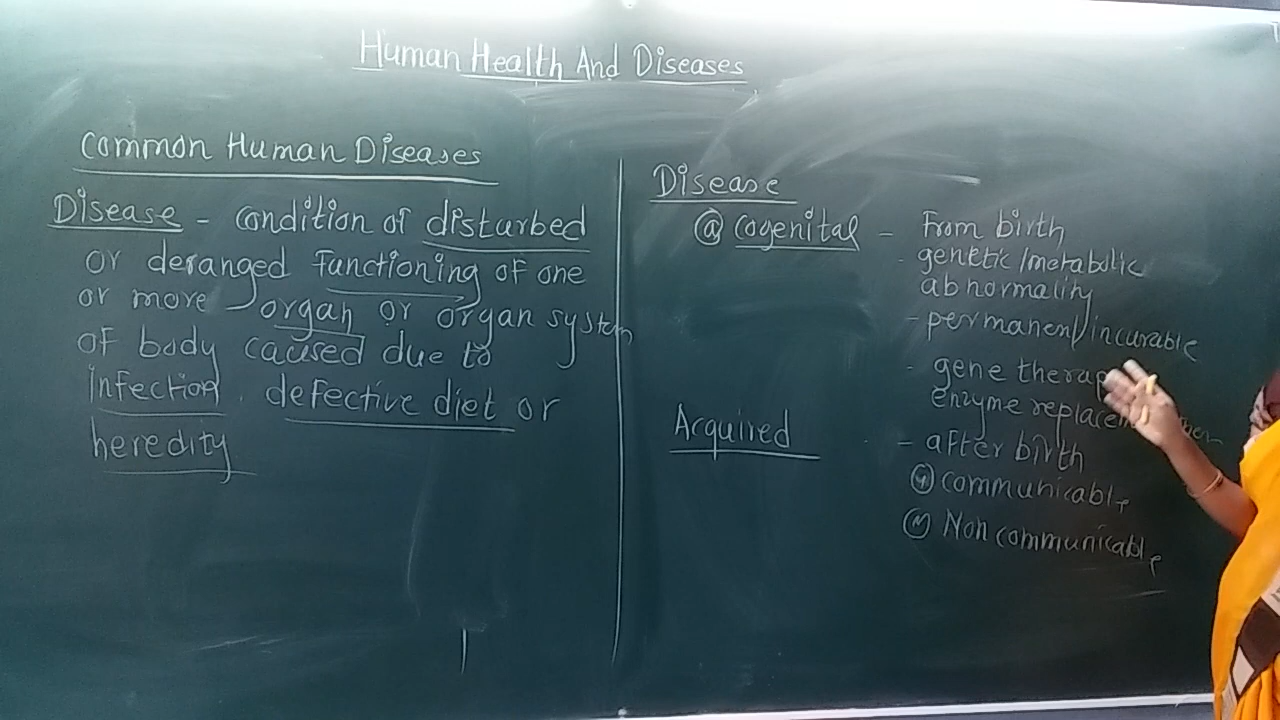 Human Health And Diseases
Common Human Diseases
Disease - condition of disturbed
or deranged functioning of one
or more organ or organ system
of body caused due to
infection, defective diet or
heredity
Disease
@ Cogenital - From birth
- genetic/metabolic
abnormality
- permanent/incurable
- gene
enzyme
Acquired - after birth
communicable
Non communicable